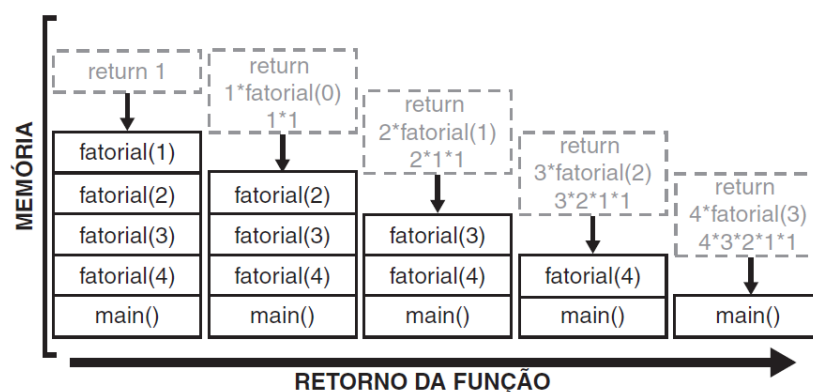 MEMÓRIA
return 1
fatorial(1)
fatorial(2)
fatorial(3)
fatorial(4)
main()
return
1*fatorial(0)
1*1
fatorial(2)
fatorial(3)
fatorial(4)
main()
return
2*fatorial(1)
2*1*1
fatorial(3)
fatorial(4)
main()
return
3*fatorial(2)
3*2*1*1
fatorial(4)
main()
return
4*fatorial(3)
4*3*2*1*1
main()
RETORNO DA FUNÇÃO